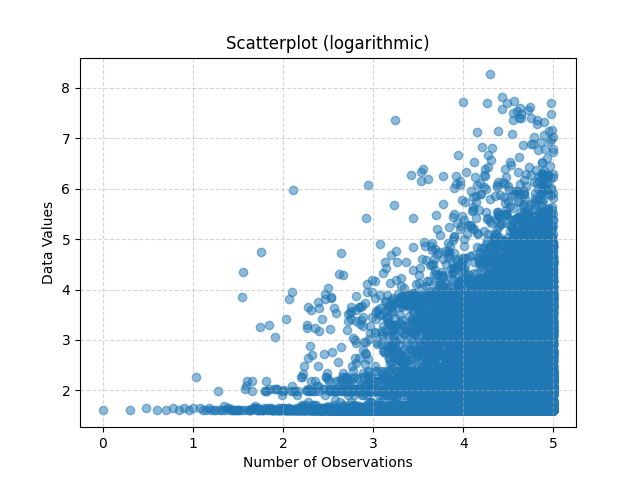 Scatterplot (logarithmic)
Data Values
8
7
6
5
4
3
2
0 1 2 3 4 5
Number of Observations